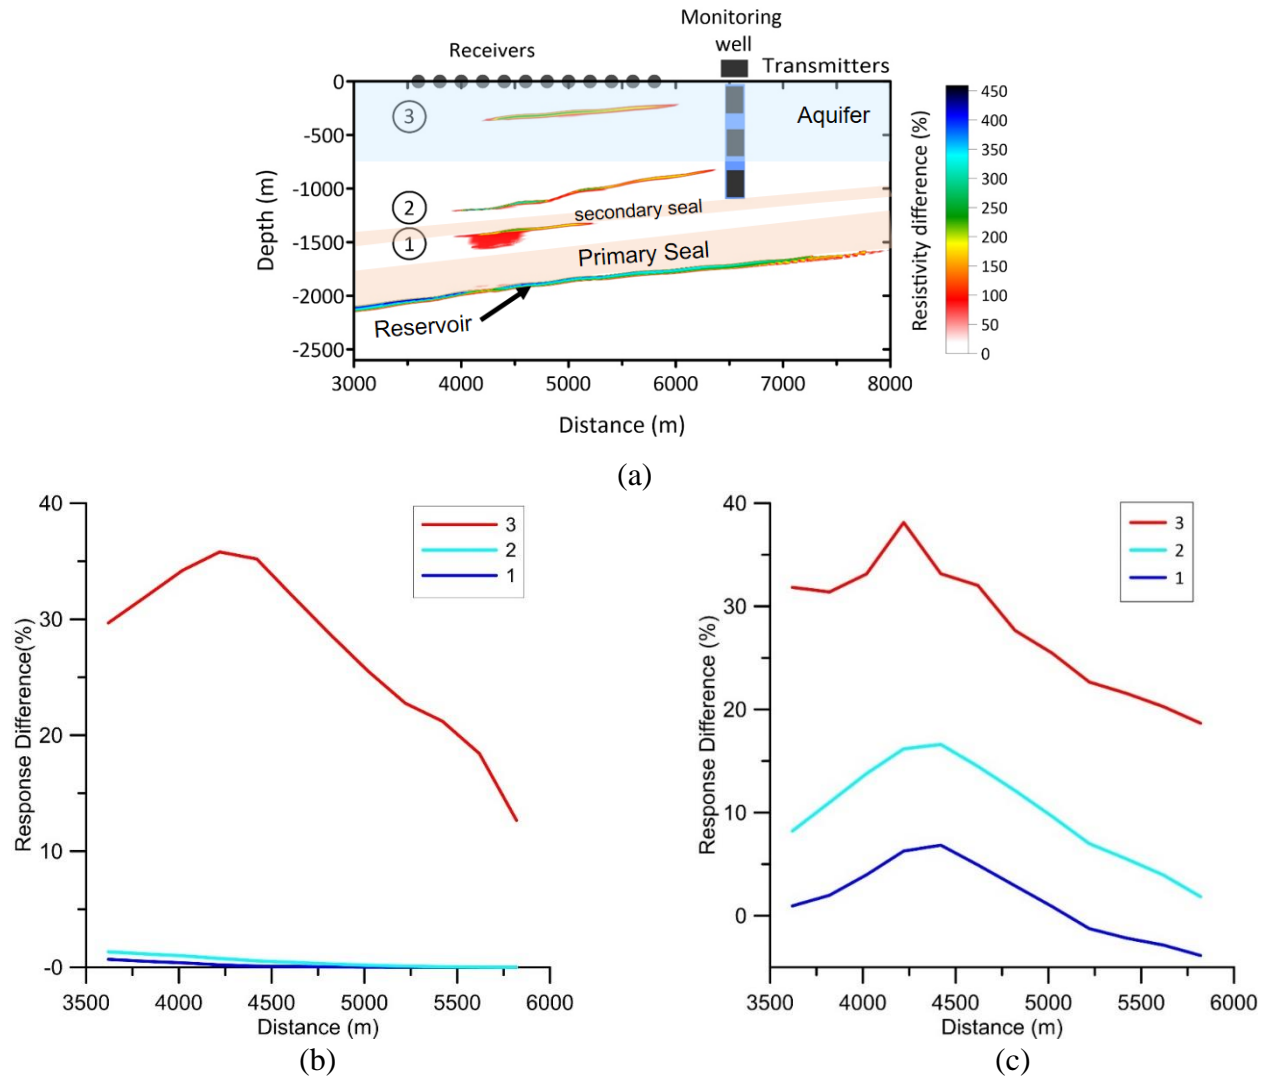 Monitoring
well
Receivers
Transmitters
0
-500
-1000
-1500
-2000
-2500
Depth (m)
3
2
1
Aquifer
secondary seal
Primary Seal
Reservoir
3000 4000 5000 6000 7000 8000
Distance (m)
Resistivity difference (%)
450
400
350
300
250
200
150
100
50
0
(a)
40
30
20
10
-0
Response Difference(%)
3
2
1
3500 4000 4500 5000 5500 6000
Distance (m)
(b)
40
30
20
10
0
Response Difference (%)
3
2
1
3500 4000 4500 5000 5500 6000
Distance (m)
(c)